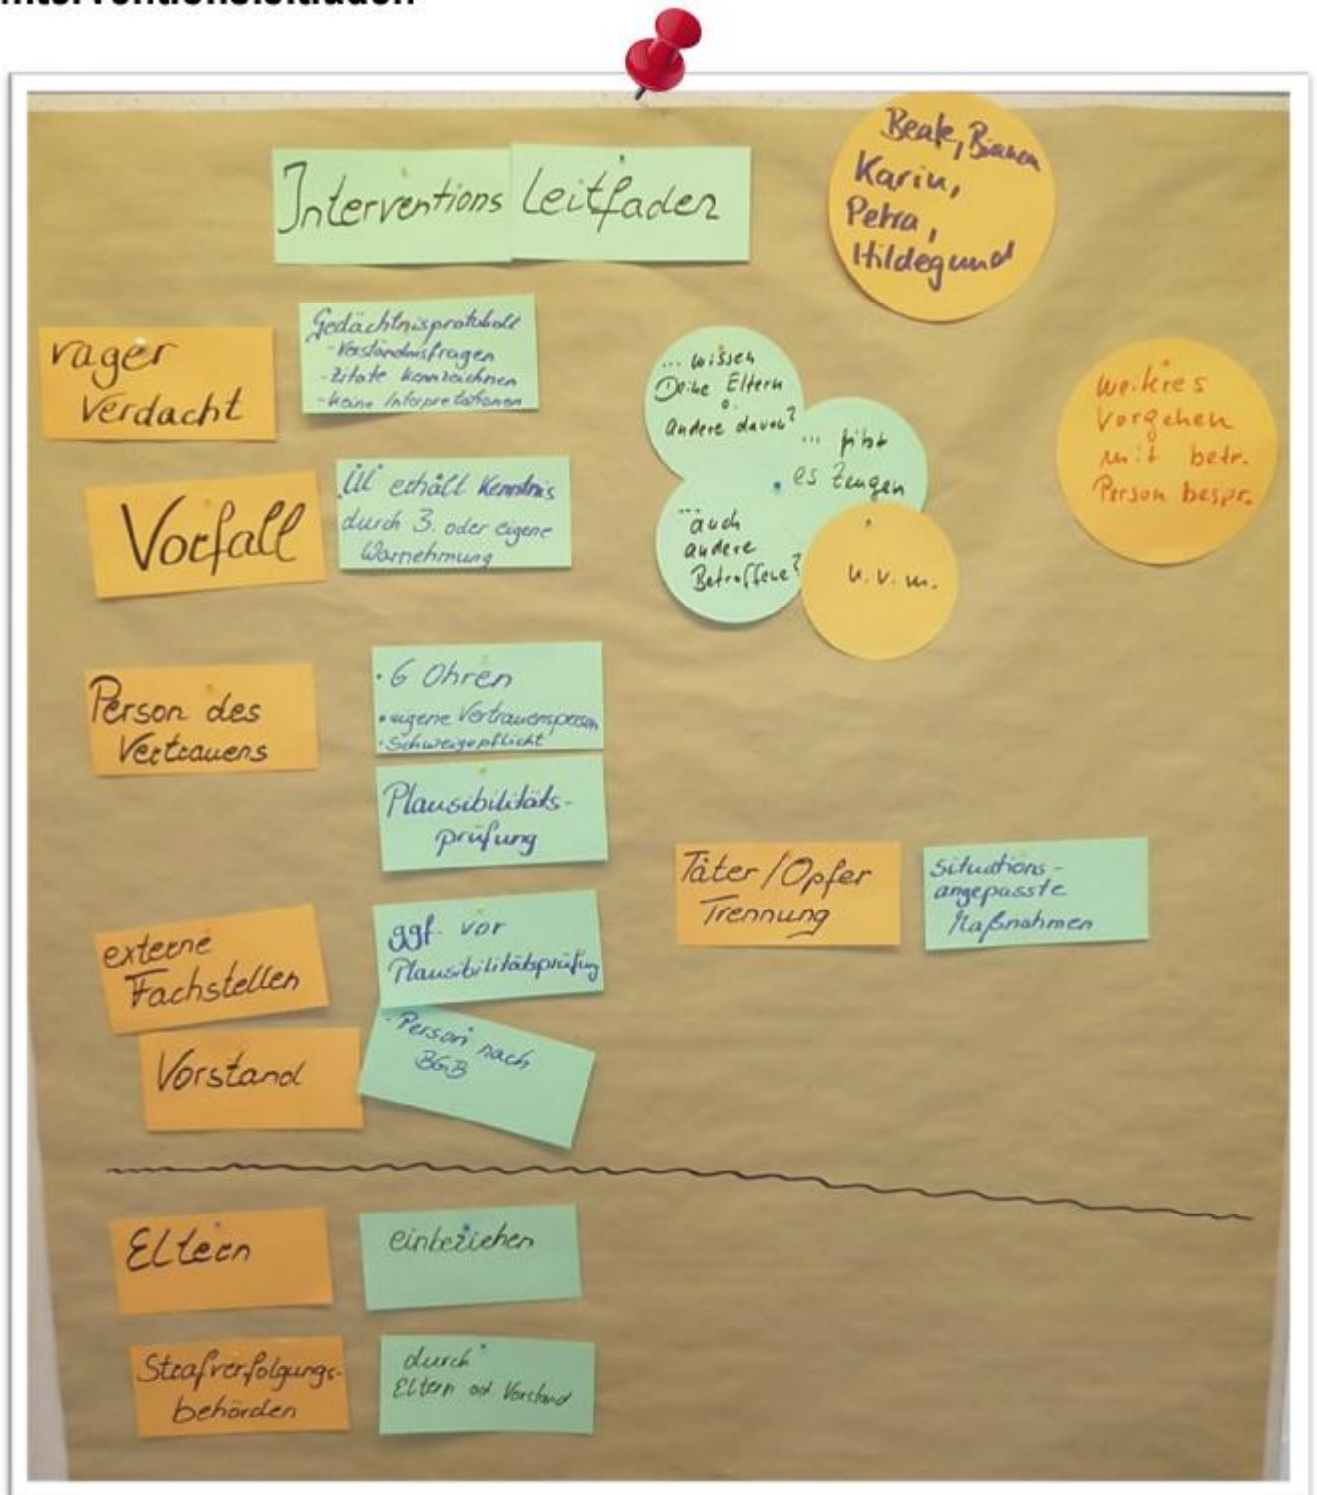 Interventionsleitfaden
Interventions Leitfaden
Beate, Bianca
Karin,
Petra,
Hildegund
vager
Verdacht
Gedächtnisprotokoll
-Verständnisfragen
-Zitate kennzeichnen
-keine Interpretationen
... wissen
Deine Eltern
o.
andere davon?
... gibt
es Zeugen
... auch
andere
Betroffene?
u.v.m.
weiteres
Vorgehen
mit betr.
Person bespr.
Vorfall
ÜL erhält Kenntnis
durch 3. oder eigene
Warnehmung
Person des
Vertrauens
• 6 Ohren
• eigene Vertrauensperson
• Schweigepflicht
Plausibilitäts-
prüfung
Täter/Opfer
Trennung
situations-
angepasste
Maßnahmen
externe
Fachstellen
ggf. vor
Plausibilitätsprüfung
Vorstand
• Person nach
BGB
Eltern
einbeziehen
Strafverfolgungs-
behörden
durch
Eltern od. Vorstand